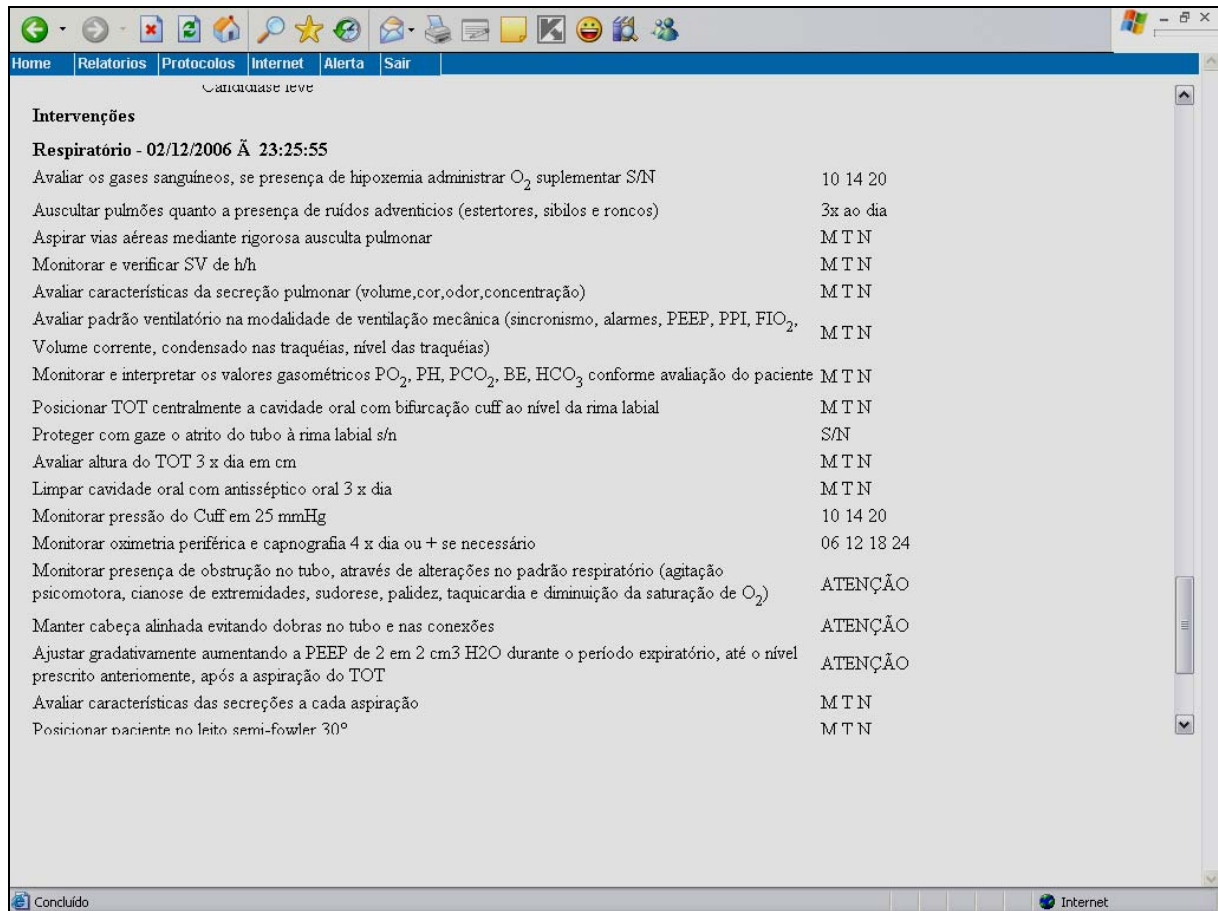 Home Relatorios Protocolos Internet Alerta Sair
Candidiase leve
Intervenções
Respiratório - 02/12/2006 Ã 23:25:55
Avaliar os gases sanguíneos, se presença de hipoxemia administrar O2 suplementar S/N 10 14 20
Auscultar pulmões quanto a presença de ruídos adventicios (estertores, sibilos e roncos) 3x ao dia
Aspirar vias aéreas mediante rigorosa ausculta pulmonar M T N
Monitorar e verificar SV de h/h M T N
Avaliar características da secreção pulmonar (volume,cor,odor,concentração) M T N
Avaliar padrão ventilatório na modalidade de ventilação mecânica (sincronismo, alarmes, PEEP, PPI, FIO2, M T N
Volume corrente, condensado nas traquéias, nível das traquéias)
Monitorar e interpretar os valores gasométricos PO2, PH, PCO2, BE, HCO3 conforme avaliação do paciente M T N
Posicionar TOT centralmente a cavidade oral com bifurcação cuff ao nível da rima labial M T N
Proteger com gaze o atrito do tubo à rima labial s/n S/N
Avaliar altura do TOT 3 x dia em cm M T N
Limpar cavidade oral com antisséptico oral 3 x dia M T N
Monitorar pressão do Cuff em 25 mmHg 10 14 20
Monitorar oximetria periférica e capnografia 4 x dia ou + se necessário 06 12 18 24
Monitorar presença de obstrução no tubo, através de alterações no padrão respiratório (agitação
psicomotora, cianose de extremidades, sudorese, palidez, taquicardia e diminuição da saturação de O2) ATENÇÃO
Manter cabeça alinhada evitando dobras no tubo e nas conexões ATENÇÃO
Ajustar gradativamente aumentando a PEEP de 2 em 2 cm3 H2O durante o período expiratório, até o nível
prescrito anteriomente, após a aspiração do TOT ATENÇÃO
Avaliar características das secreções a cada aspiração M T N
Posicionar paciente no leito semi-fowler 30º M T N
Concluído Internet